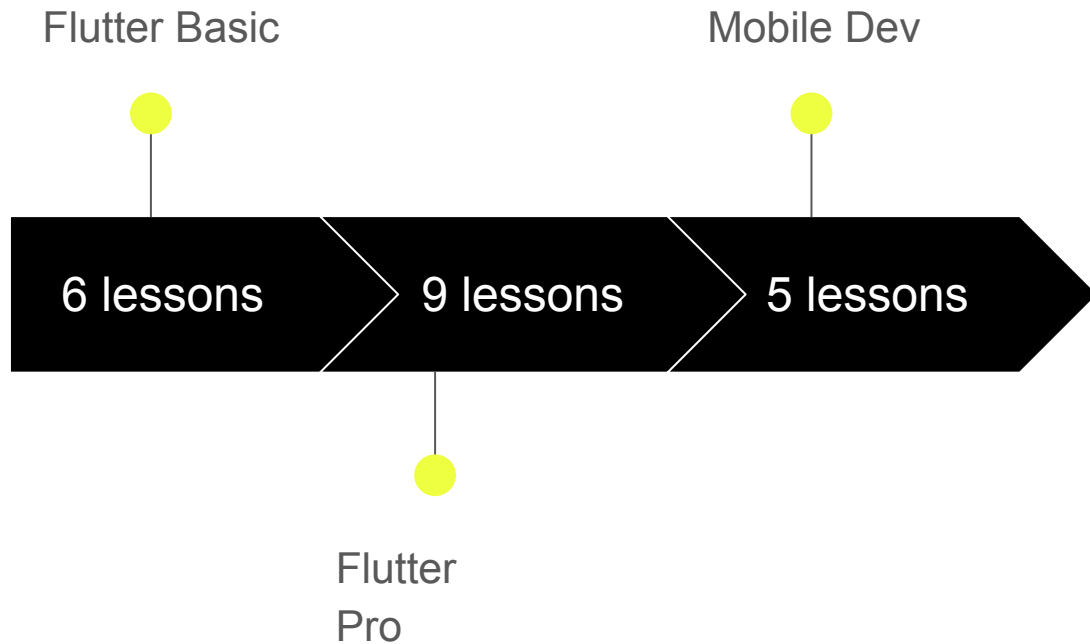 Flutter Basic
Mobile Dev
6 lessons
9 lessons
5 lessons
Flutter
Pro